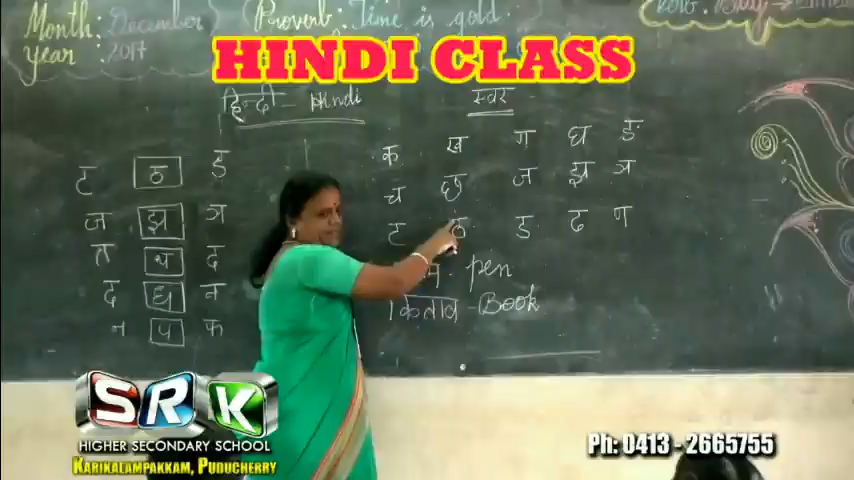 Month: December
year: 2017
Proverb: Time is gold.
HINDI CLASS
हिन्दी - Hindi
स्वर
क ख ग घ ङ
च छ ज झ ञ
ट ठ ड ढ ण
pen
किताब - Book
ट ठ ड
ज झ ञ
त थ द
द ध न
न प फ
SRK
HIGHER SECONDARY SCHOOL
KARIKALAMPAKKAM, PUDUCHERRY
Ph: 0413 - 2665755